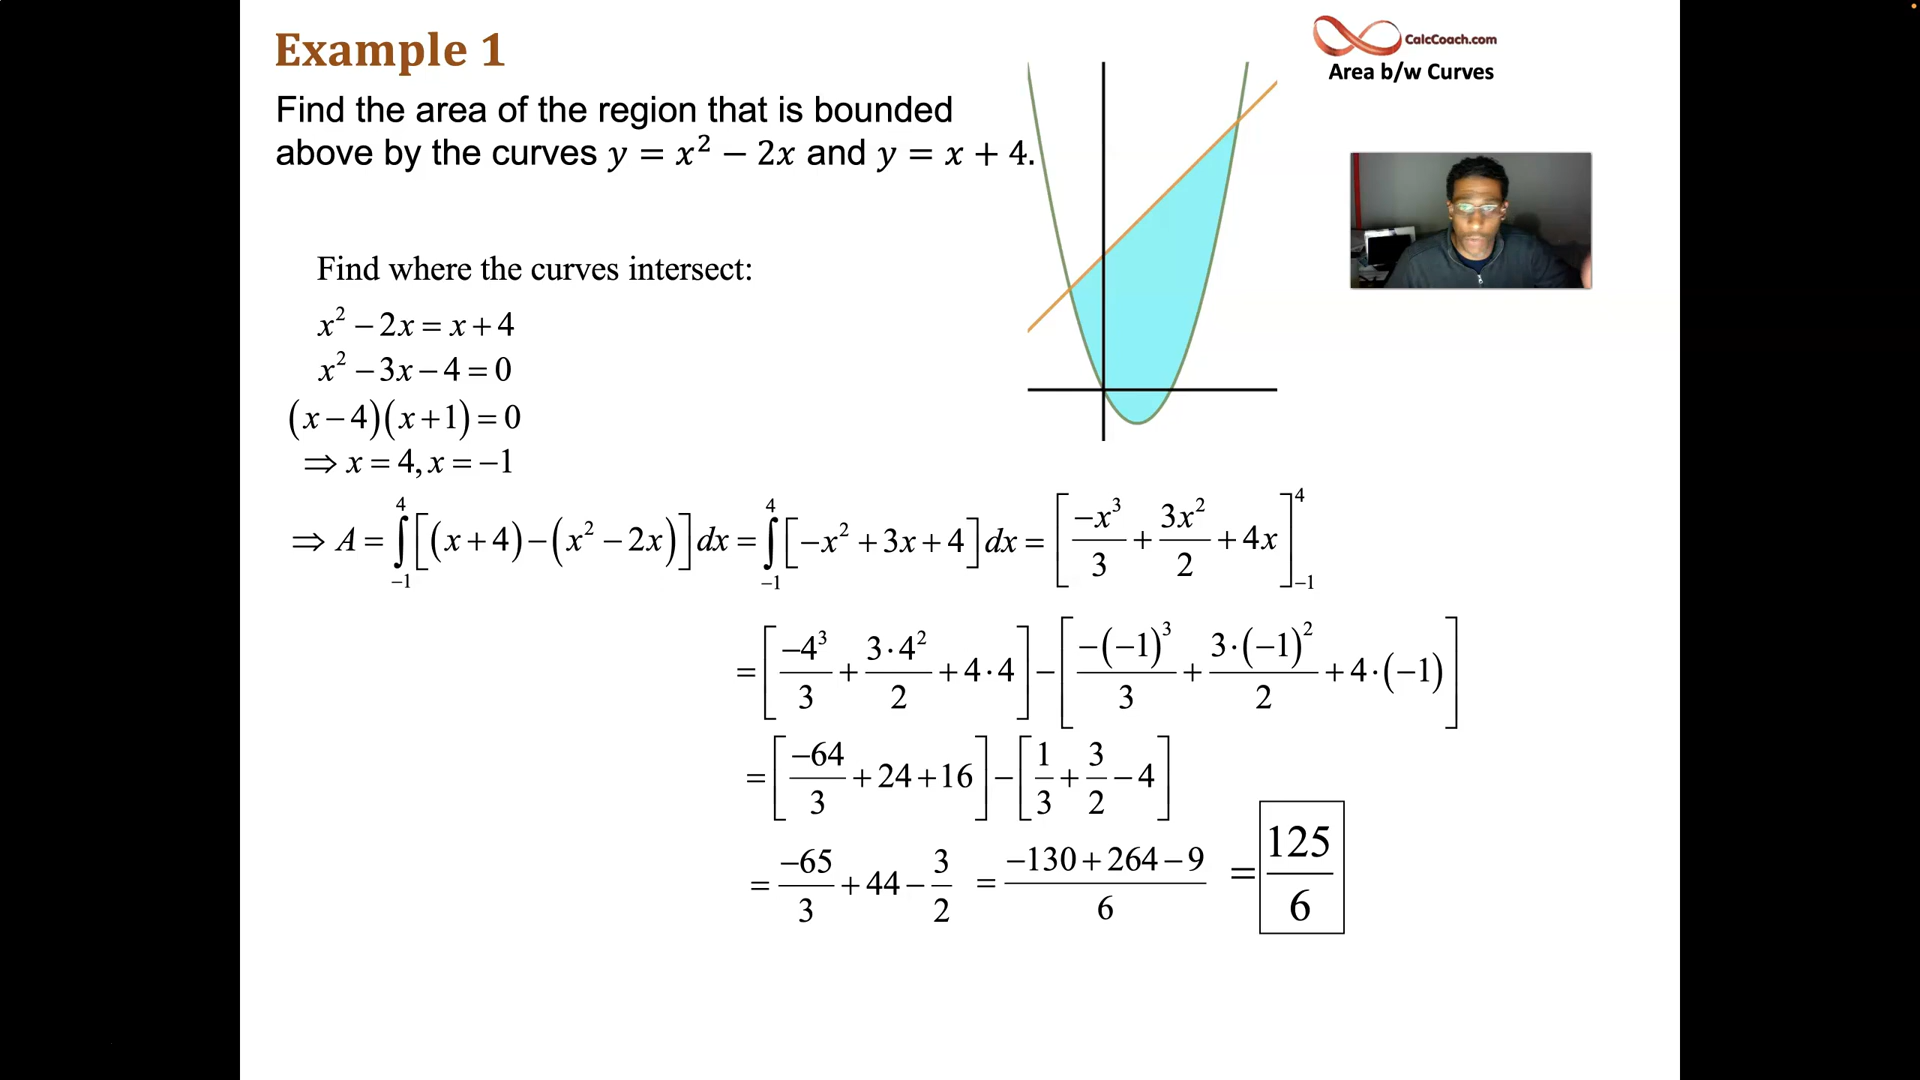 Example 1
CalcCoach.com
Area b/w Curves
Find the area of the region that is bounded
above by the curves y = x² − 2x and y = x + 4.
Find where the curves intersect:
x² − 2x = x + 4
x² − 3x − 4 = 0
(x − 4)(x + 1) = 0
⇒ x = 4, x = −1
⇒ A = ∫₋₁⁴ [(x + 4) − (x² − 2x)] dx = ∫₋₁⁴ [−x² + 3x + 4] dx = [−x³/3 + 3x²/2 + 4x]₋₁⁴
= [−4³/3 + 3·4²/2 + 4·4] − [−(−1)³/3 + 3·(−1)²/2 + 4·(−1)]
= [−64/3 + 24 + 16] − [1/3 + 3/2 − 4]
= −65/3 + 44 − 3/2 = (−130 + 264 − 9)/6 = 125/6